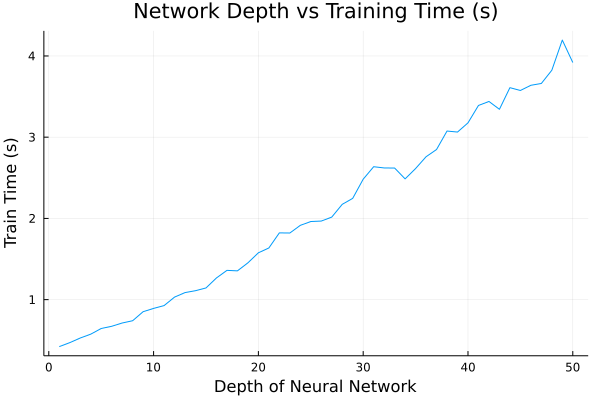 Network Depth vs Training Time (s)
Train Time (s)
4
3
2
1
0 10 20 30 40 50
Depth of Neural Network